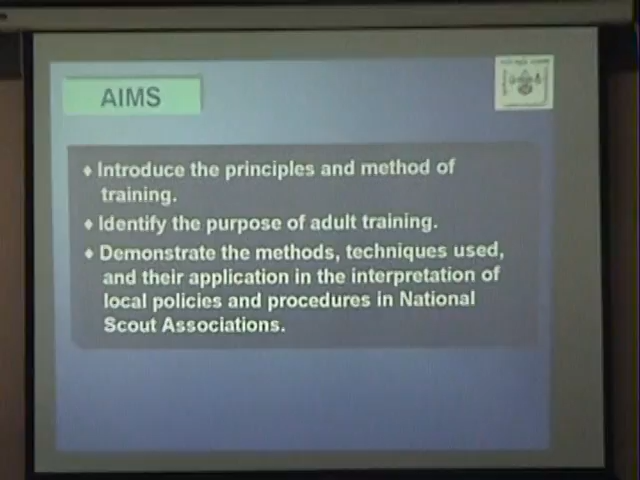 AIMS
♦ Introduce the principles and method of
training.
♦ Identify the purpose of adult training.
♦ Demonstrate the methods, techniques used,
and their application in the interpretation of
local policies and procedures in National
Scout Associations.